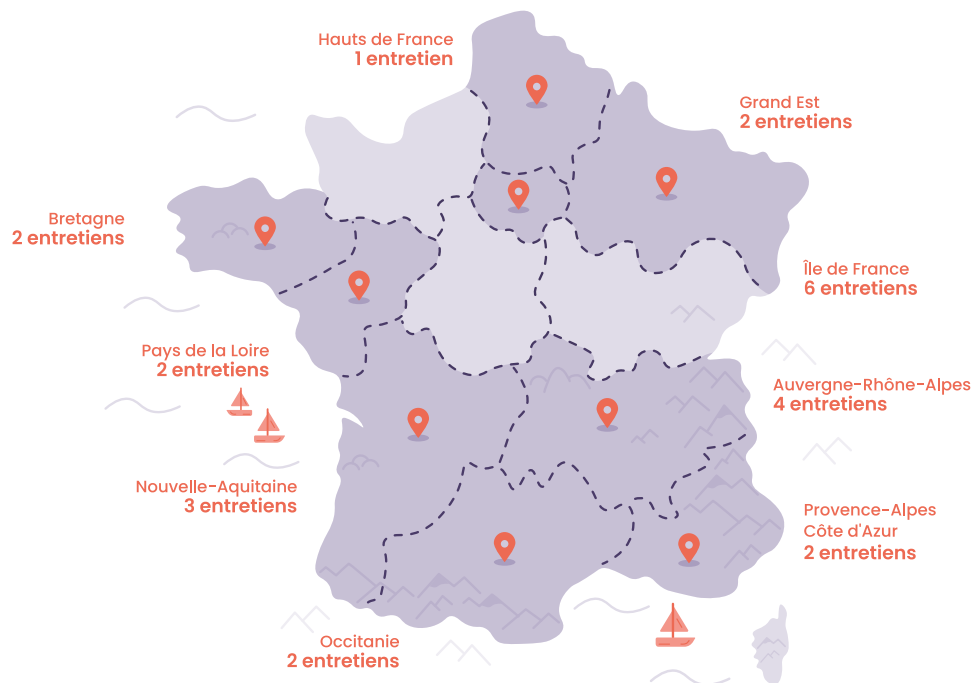 Hauts de France
1 entretien
Grand Est
2 entretiens
Bretagne
2 entretiens
Île de France
6 entretiens
Pays de la Loire
2 entretiens
Auvergne-Rhône-Alpes
4 entretiens
Nouvelle-Aquitaine
3 entretiens
Provence-Alpes
Côte d'Azur
2 entretiens
Occitanie
2 entretiens